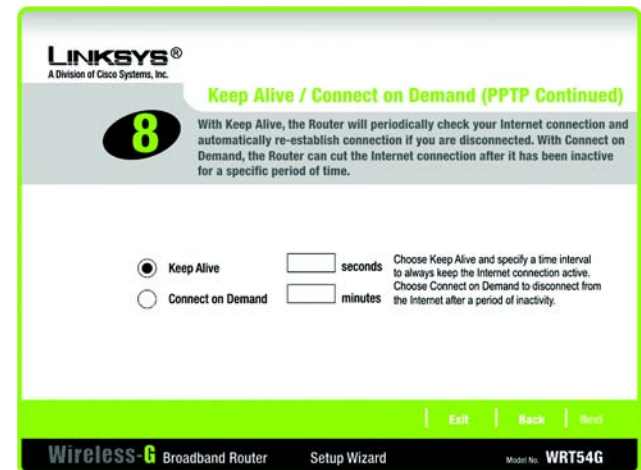 LINKSYS®
A Division of Cisco Systems, Inc.
Keep Alive / Connect on Demand (PPTP Continued)
8
With Keep Alive, the Router will periodically check your Internet connection and
automatically re-establish connection if you are disconnected. With Connect on
Demand, the Router can cut the Internet connection after it has been inactive
for a specific period of time.
Keep Alive seconds
Choose Keep Alive and specify a time interval
to always keep the Internet connection active.
Connect on Demand minutes
Choose Connect on Demand to disconnect from
the Internet after a period of inactivity.
Exit Back Next
Wireless-G Broadband Router Setup Wizard Model No. WRT54G